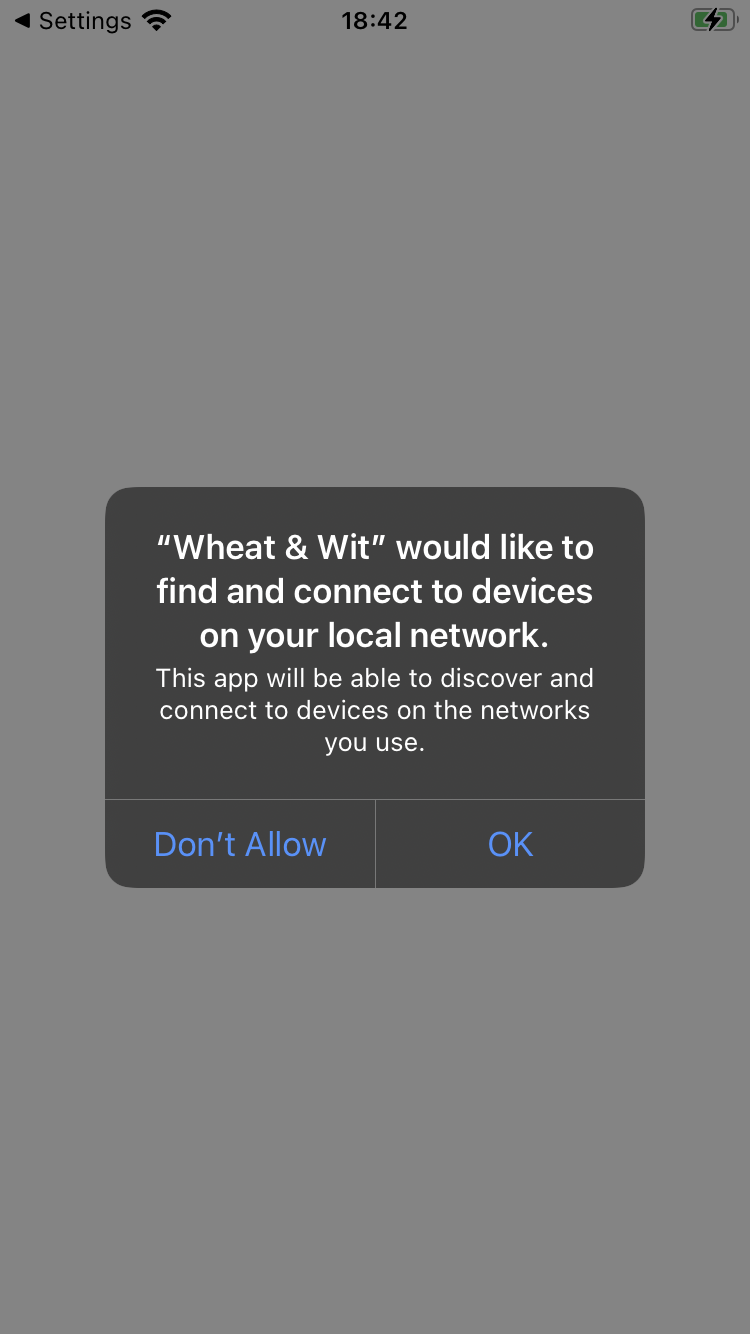 Settings
18:42
“Wheat & Wit” would like to
find and connect to devices
on your local network.
This app will be able to discover and
connect to devices on the networks
you use.
Don’t Allow
OK